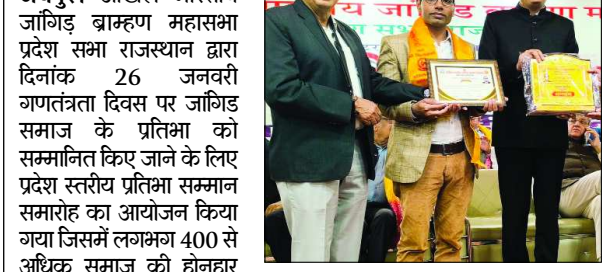 जांगिड़ ब्राम्हण महासभा
प्रदेश सभा राजस्थान द्वारा
दिनांक 26 जनवरी
गणतंत्रता दिवस पर जांगिड
समाज के प्रतिभा को
सम्मानित किए जाने के लिए
प्रदेश स्तरीय प्रतिभा सम्मान
समारोह का आयोजन किया
गया जिसमें लगभग 400 से
अधिक समाज की होनहार